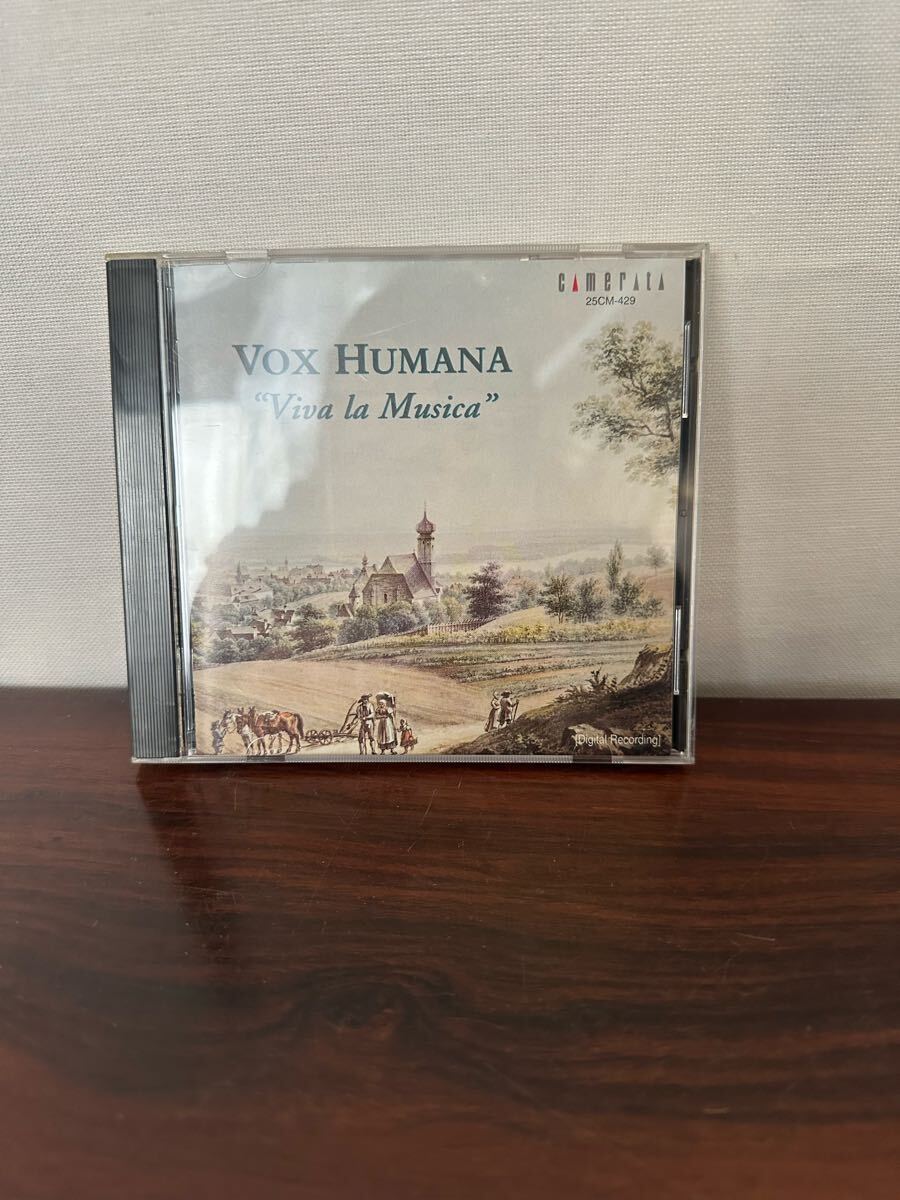 camerata
25CM-429
VOX HUMANA
“Viva la Musica”
[Digital Recording]